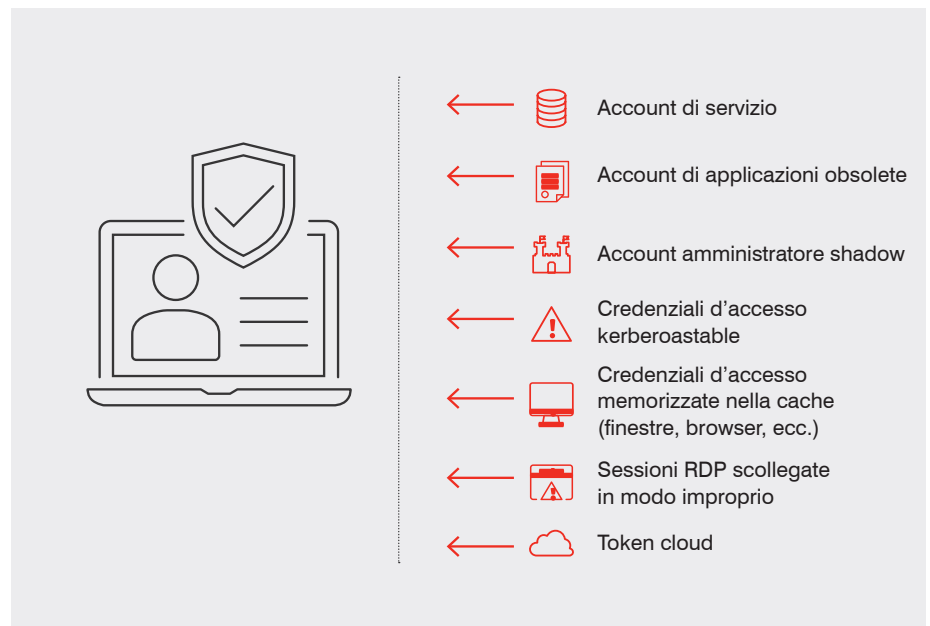 Account di servizio
Account di applicazioni obsolete
Account amministratore shadow
Credenziali d’accesso
kerberoastable
Credenziali d’accesso
memorizzate nella cache
(finestre, browser, ecc.)
Sessioni RDP scollegate
in modo improprio
Token cloud